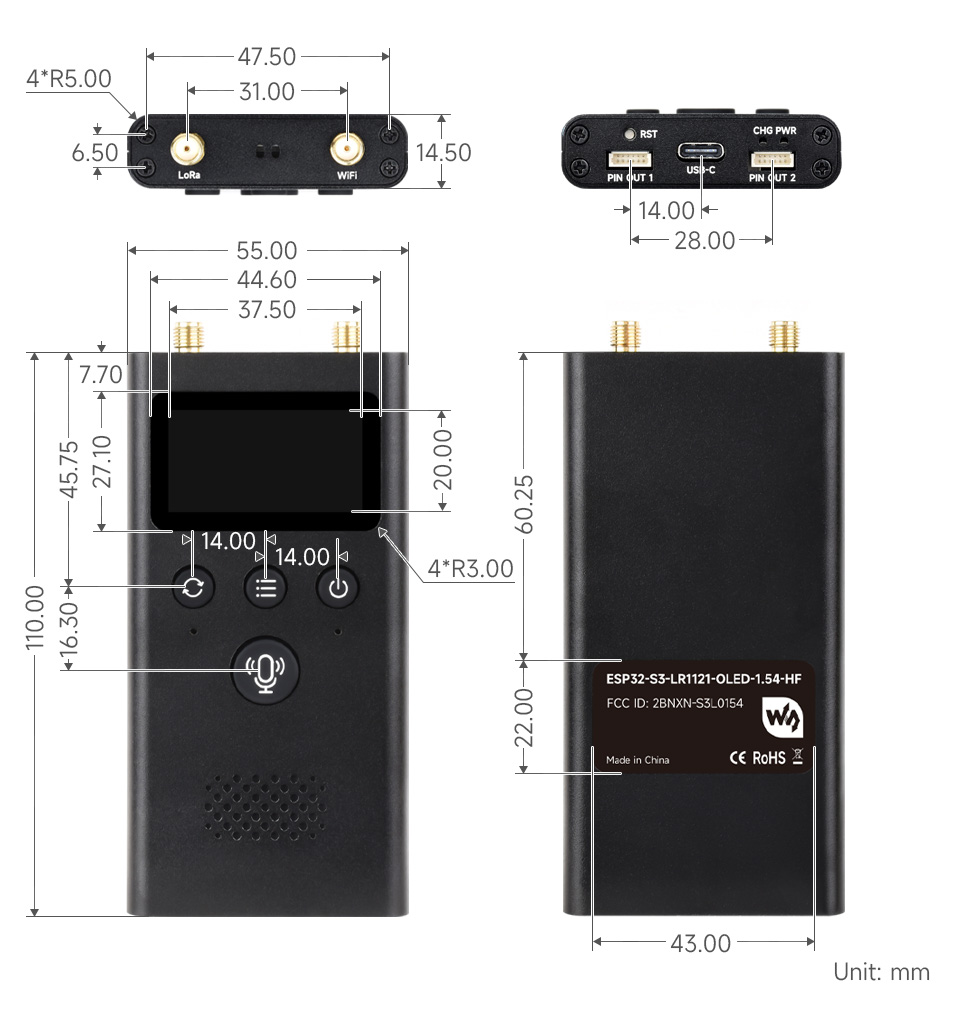 47.50
4*R5.00
31.00
6.50
14.50
LoRa
WiFi
RST
CHG PWR
PIN OUT 1
USB-C
PIN OUT 2
14.00
28.00
55.00
44.60
37.50
7.70
45.75
27.10
20.00
14.00
14.00
4*R3.00
110.00
16.30
60.25
22.00
ESP32-S3-LR1121-OLED-1.54-HF
FCC ID: 2BNXN-S3L0154
Made in China
CE RoHS
43.00
Unit: mm